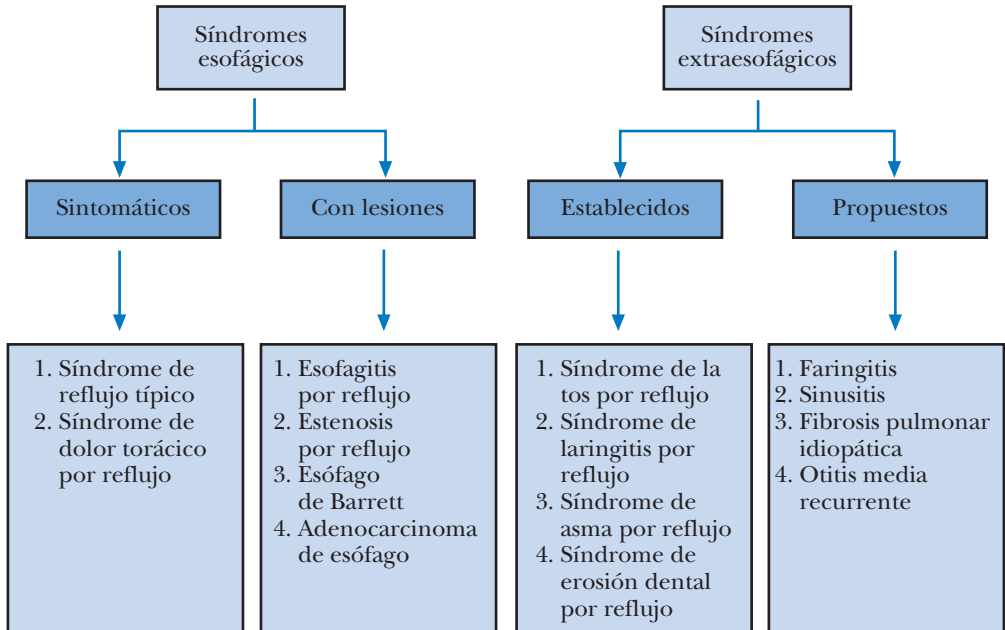 Síndromes
esofágicos
Síndromes
extraesofágicos
Sintomáticos
Con lesiones
Establecidos
Propuestos
1. Síndrome de
reflujo típico
2. Síndrome de
dolor torácico
por reflujo
1. Esofagitis
por reflujo
2. Estenosis
por reflujo
3. Esófago
de Barrett
4. Adenocarcinoma
de esófago
1. Síndrome de la
tos por reflujo
2. Síndrome de
laringitis por
reflujo
3. Síndrome de
asma por reflujo
4. Síndrome de
erosión dental
por reflujo
1. Faringitis
2. Sinusitis
3. Fibrosis pulmonar
idiopática
4. Otitis media
recurrente